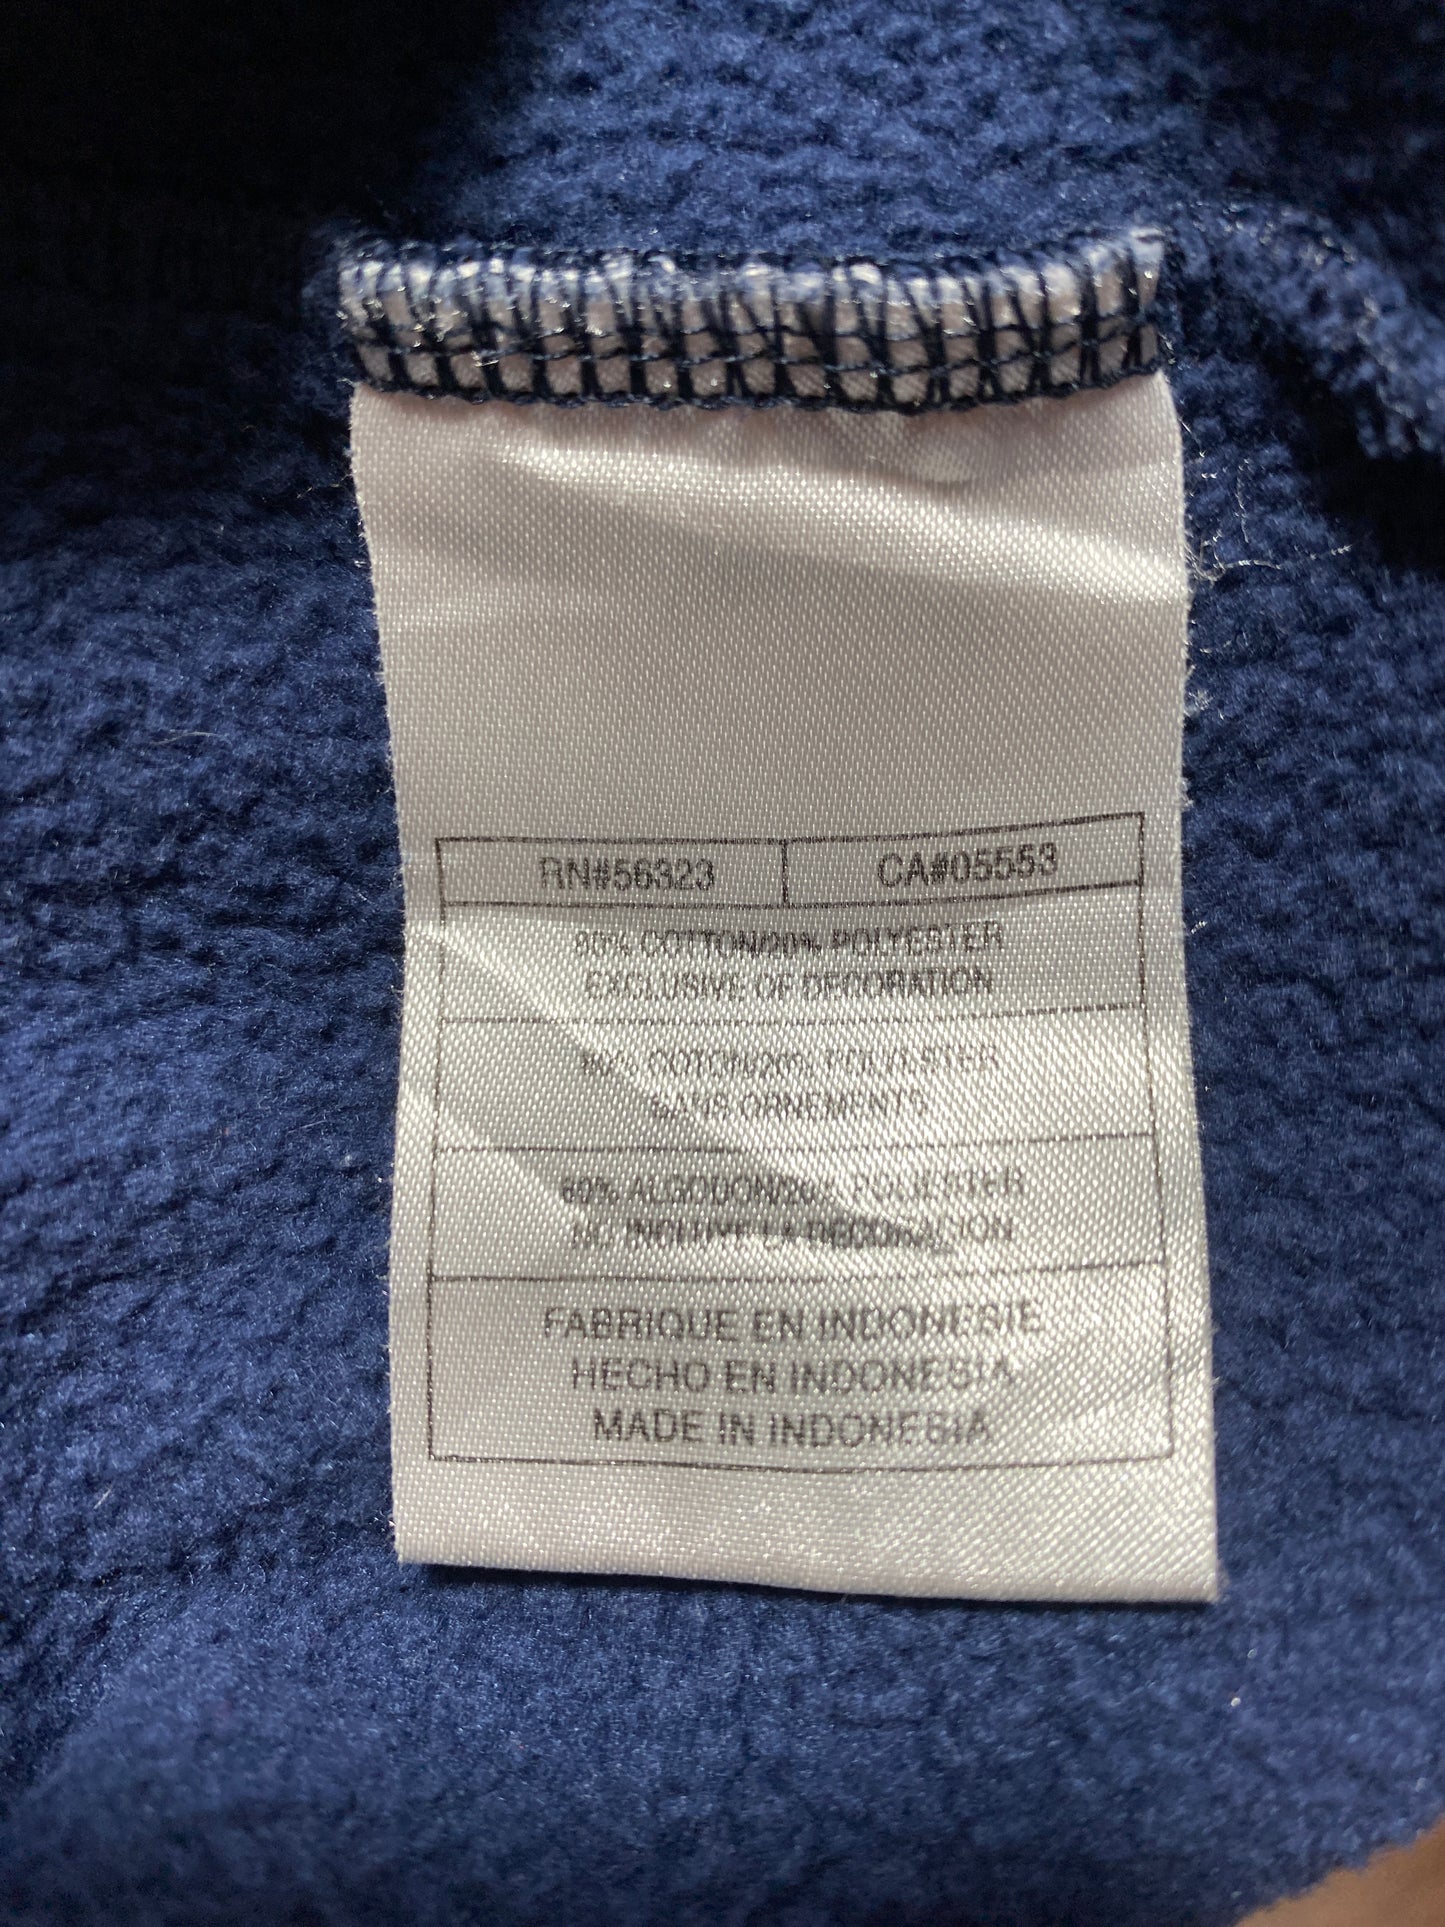 RN#56323 CA#05553
80% COTTON/20% POLYESTER
EXCLUSIVE OF DECORATION
80% COTON/20% POLYESTER
SANS ORNEMENTS
80% ALGODON/20% POLIESTER
NO INCLUYE LA DECORACION
FABRIQUE EN INDONESIE
HECHO EN INDONESIA
MADE IN INDONESIA